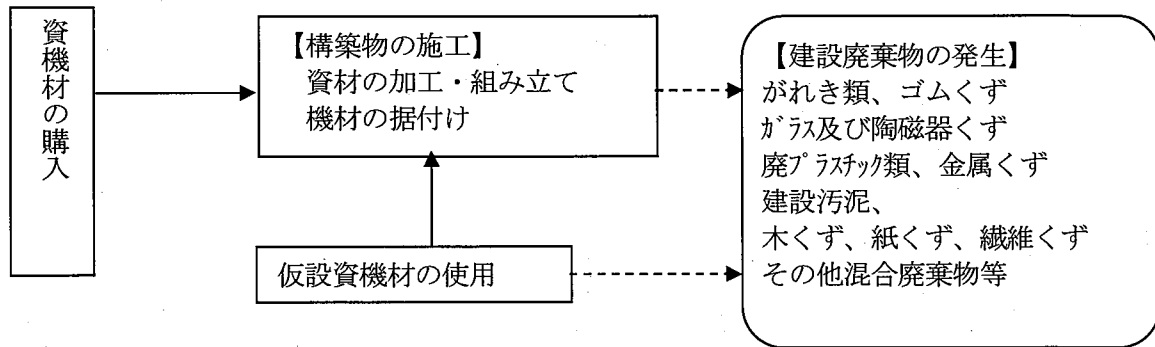 資機材の購入
【構築物の施工】
資材の加工・組み立て
機材の据付け
仮設資機材の使用
【建設廃棄物の発生】
がれき類、ゴムくず
ｶﾞﾗｽ及び陶磁器くず
廃ﾌﾟﾗｽﾁｯｸ類、金属くず
建設汚泥、
木くず、紙くず、繊維くず
その他混合廃棄物等